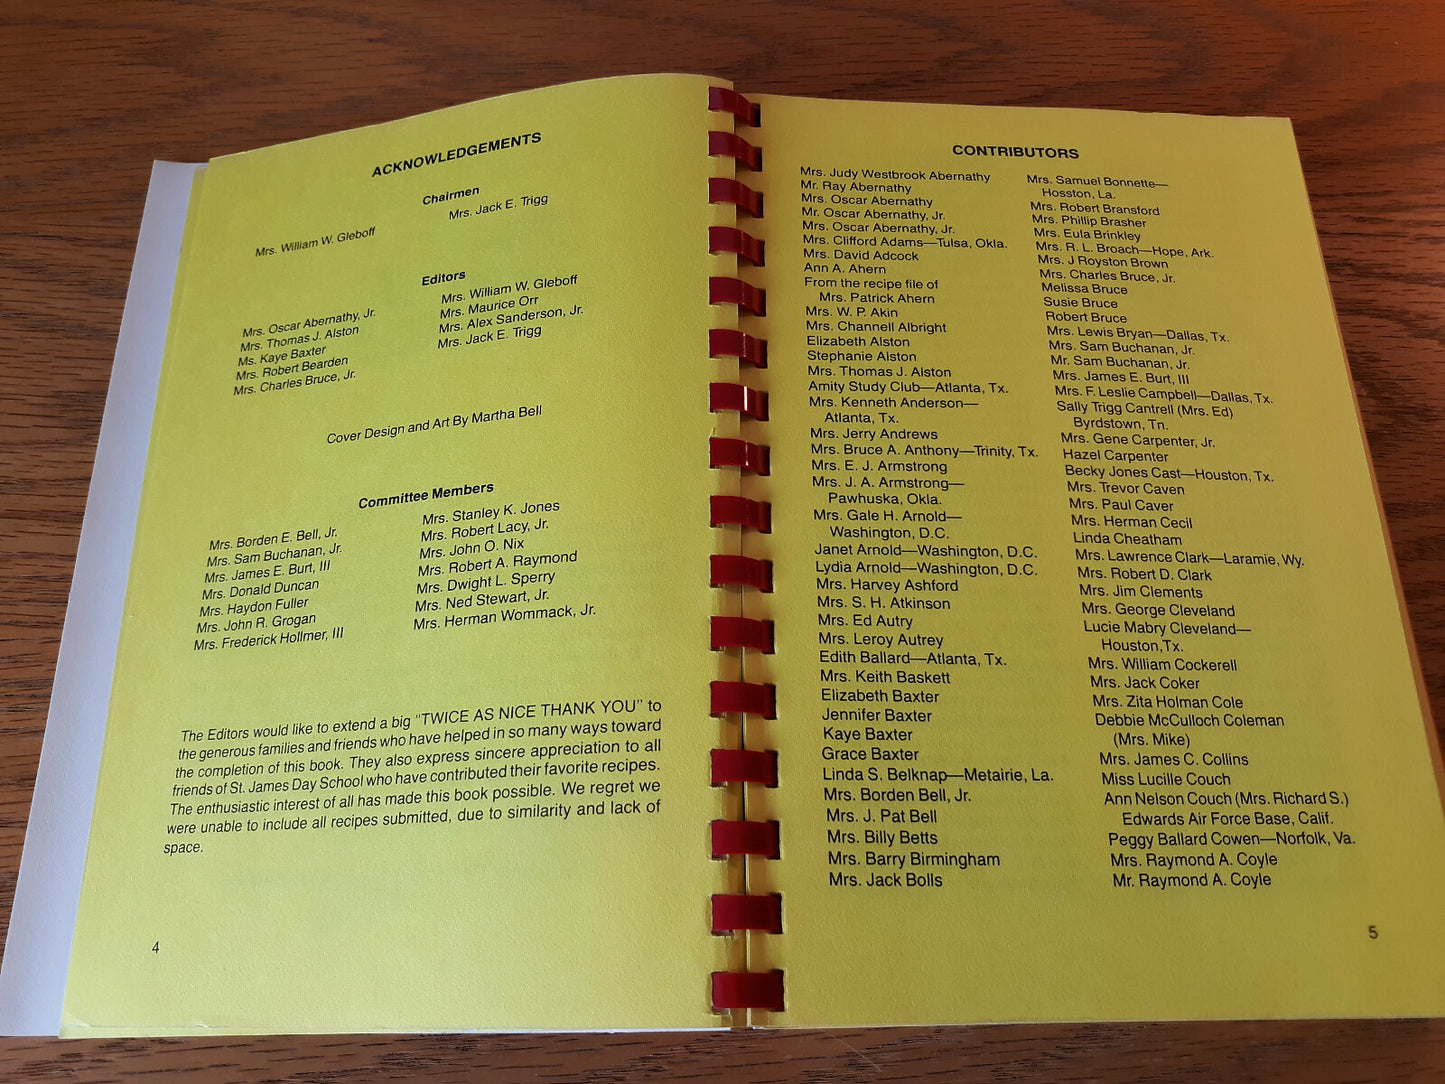 ACKNOWLEDGEMENTS
Chairmen
Mrs. Jack E. Trigg
Mrs. William W. Gleboff
Editors
Mrs. Oscar Abernathy, Jr.
Mrs. Thomas J. Alston
Ms. Kaye Baxter
Mrs. Robert Bearden
Mrs. Charles Bruce, Jr.
Mrs. William W. Gleboff
Mrs. Maurice Orr
Mrs. Alex Sanderson, Jr.
Mrs. Jack E. Trigg
Cover Design and Art By Martha Bell
Committee Members
Mrs. Borden E. Bell, Jr.
Mrs. Sam Buchanan, Jr.
Mrs. James E. Burt, III
Mrs. Donald Duncan
Mrs. Haydon Fuller
Mrs. John R. Grogan
Mrs. Frederick Hollmer, III
Mrs. Stanley K. Jones
Mrs. Robert Lacy, Jr.
Mrs. John O. Nix
Mrs. Robert A. Raymond
Mrs. Dwight L. Sperry
Mrs. Ned Stewart, Jr.
Mrs. Herman Wommack, Jr.
The Editors would like to extend a big "TWICE AS NICE THANK YOU" to
the generous families and friends who have helped in so many ways toward
the completion of this book. They also express sincere appreciation to all
friends of St. James Day School who have contributed their favorite recipes.
The enthusiastic interest of all has made this book possible. We regret we
were unable to include all recipes submitted, due to similarity and lack of
space.
4
CONTRIBUTORS
Mrs. Judy Westbrook Abernathy
Mr. Ray Abernathy
Mrs. Oscar Abernathy
Mr. Oscar Abernathy, Jr.
Mrs. Oscar Abernathy, Jr.
Mrs. Clifford Adams—Tulsa, Okla.
Mrs. David Adcock
Ann A. Ahern
From the recipe file of
Mrs. Patrick Ahern
Mrs. W. P. Akin
Mrs. Channell Albright
Elizabeth Alston
Stephanie Alston
Mrs. Thomas J. Alston
Amity Study Club—Atlanta, Tx.
Mrs. Kenneth Anderson—
Atlanta, Tx.
Mrs. Jerry Andrews
Mrs. Bruce A. Anthony—Trinity, Tx.
Mrs. E. J. Armstrong
Mrs. J. A. Armstrong—
Pawhuska, Okla.
Mrs. Gale H. Arnold—
Washington, D.C.
Janet Arnold—Washington, D.C.
Lydia Arnold—Washington, D.C.
Mrs. Harvey Ashford
Mrs. S. H. Atkinson
Mrs. Ed Autry
Mrs. Leroy Autrey
Edith Ballard—Atlanta, Tx.
Mrs. Keith Baskett
Elizabeth Baxter
Jennifer Baxter
Kaye Baxter
Grace Baxter
Linda S. Belknap—Metairie, La.
Mrs. Borden Bell, Jr.
Mrs. J. Pat Bell
Mrs. Billy Betts
Mrs. Barry Birmingham
Mrs. Jack Bolls
Mrs. Samuel Bonnette—
Hosston, La.
Mrs. Robert Bransford
Mrs. Phillip Brasher
Mrs. Eula Brinkley
Mrs. R. L. Broach—Hope, Ark.
Mrs. J Royston Brown
Mrs. Charles Bruce, Jr.
Melissa Bruce
Susie Bruce
Robert Bruce
Mrs. Lewis Bryan—Dallas, Tx.
Mrs. Sam Buchanan, Jr.
Mr. Sam Buchanan, Jr.
Mrs. James E. Burt, III
Mrs. F. Leslie Campbell—Dallas, Tx.
Sally Trigg Cantrell (Mrs. Ed)
Byrdstown, Tn.
Mrs. Gene Carpenter, Jr.
Hazel Carpenter
Becky Jones Cast—Houston, Tx.
Mrs. Trevor Caven
Mrs. Paul Caver
Mrs. Herman Cecil
Linda Cheatham
Mrs. Lawrence Clark—Laramie, Wy.
Mrs. Robert D. Clark
Mrs. Jim Clements
Mrs. George Cleveland
Lucie Mabry Cleveland—
Houston,Tx.
Mrs. William Cockerell
Mrs. Jack Coker
Mrs. Zita Holman Cole
Debbie McCulloch Coleman
(Mrs. Mike)
Mrs. James C. Collins
Miss Lucille Couch
Ann Nelson Couch (Mrs. Richard S.)
Edwards Air Force Base, Calif.
Peggy Ballard Cowen—Norfolk, Va.
Mrs. Raymond A. Coyle
Mr. Raymond A. Coyle
5